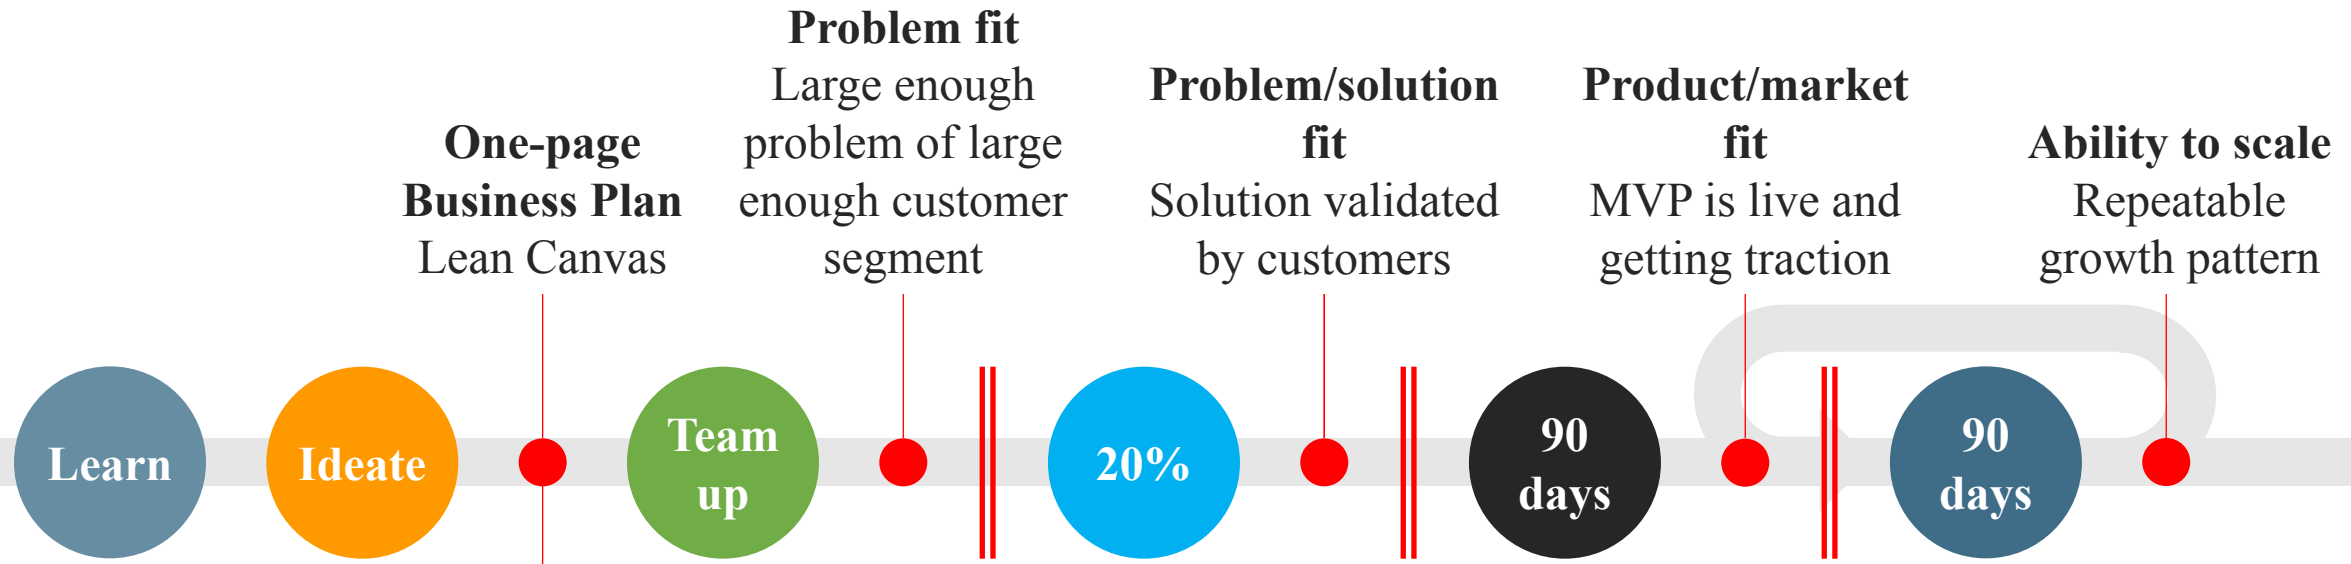 One-page
Business Plan
Lean Canvas
Problem fit
Large enough
problem of large
enough customer
segment
Problem/solution
fit
Solution validated
by customers
Product/market
fit
MVP is live and
getting traction
Ability to scale
Repeatable
growth pattern
Learn
Ideate
Team
up
20%
90
days
90
days